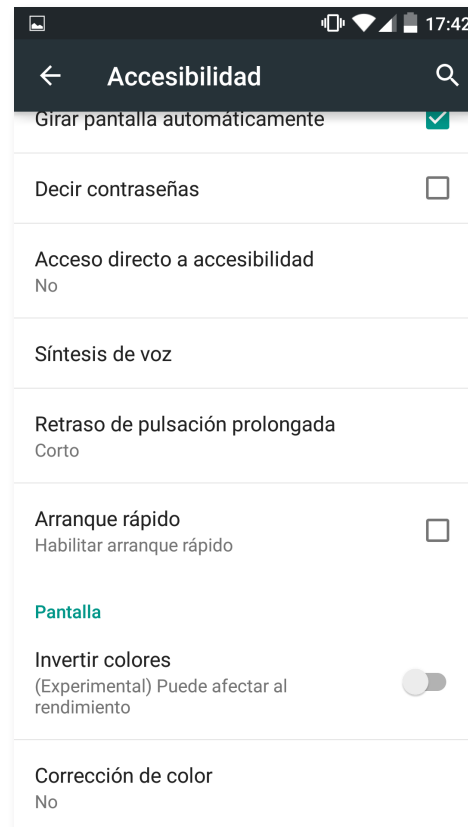 17:42
Accesibilidad
Girar pantalla automáticamente
Decir contraseñas
Acceso directo a accesibilidad
No
Síntesis de voz
Retraso de pulsación prolongada
Corto
Arranque rápido
Habilitar arranque rápido
Pantalla
Invertir colores
(Experimental) Puede afectar al
rendimiento
Corrección de color
No